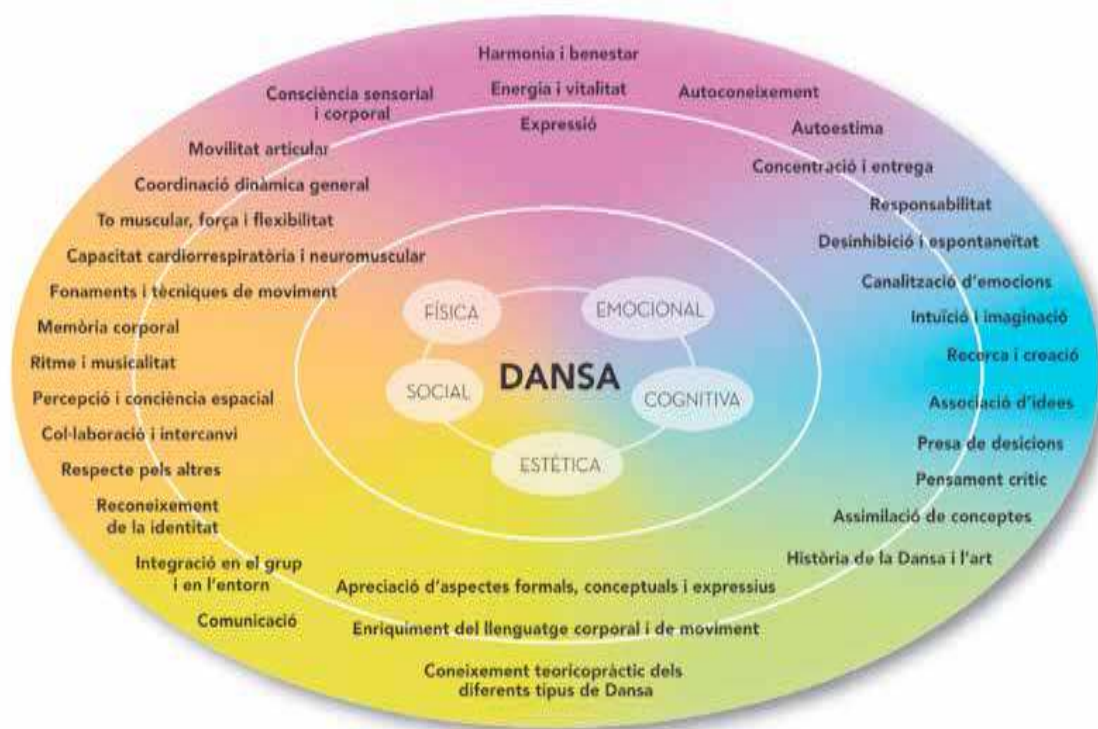 Harmonia i benestar
Energia i vitalitat
Expressió
Consciència sensorial
i corporal
Movilitat articular
Coordinació dinàmica general
To muscular, força i flexibilitat
Capacitat cardiorrespiratòria i neuromuscular
Fonaments i tècniques de moviment
Memòria corporal
Ritme i musicalitat
Percepció i conciència espacial
Col·laboració i intercanvi
Respecte pels altres
Reconeixement
de la identitat
Integració en el grup
i en l'entorn
Comunicació
Autoconeixement
Autoestima
Concentració i entrega
Responsabilitat
Desinhibició i espontaneïtat
Canalització d'emocions
Intuïció i imaginació
Recerca i creació
Associació d'idees
Presa de desicions
Pensament crític
Assimilació de conceptes
Història de la Dansa i l'art
Apreciació d'aspectes formals, conceptuals i expressius
Enriquiment del llenguatge corporal i de moviment
Coneixement teoricopràctic dels
diferents tipus de Dansa
FÍSICA
EMOCIONAL
DANSA
SOCIAL
COGNITIVA
ESTÉTICA